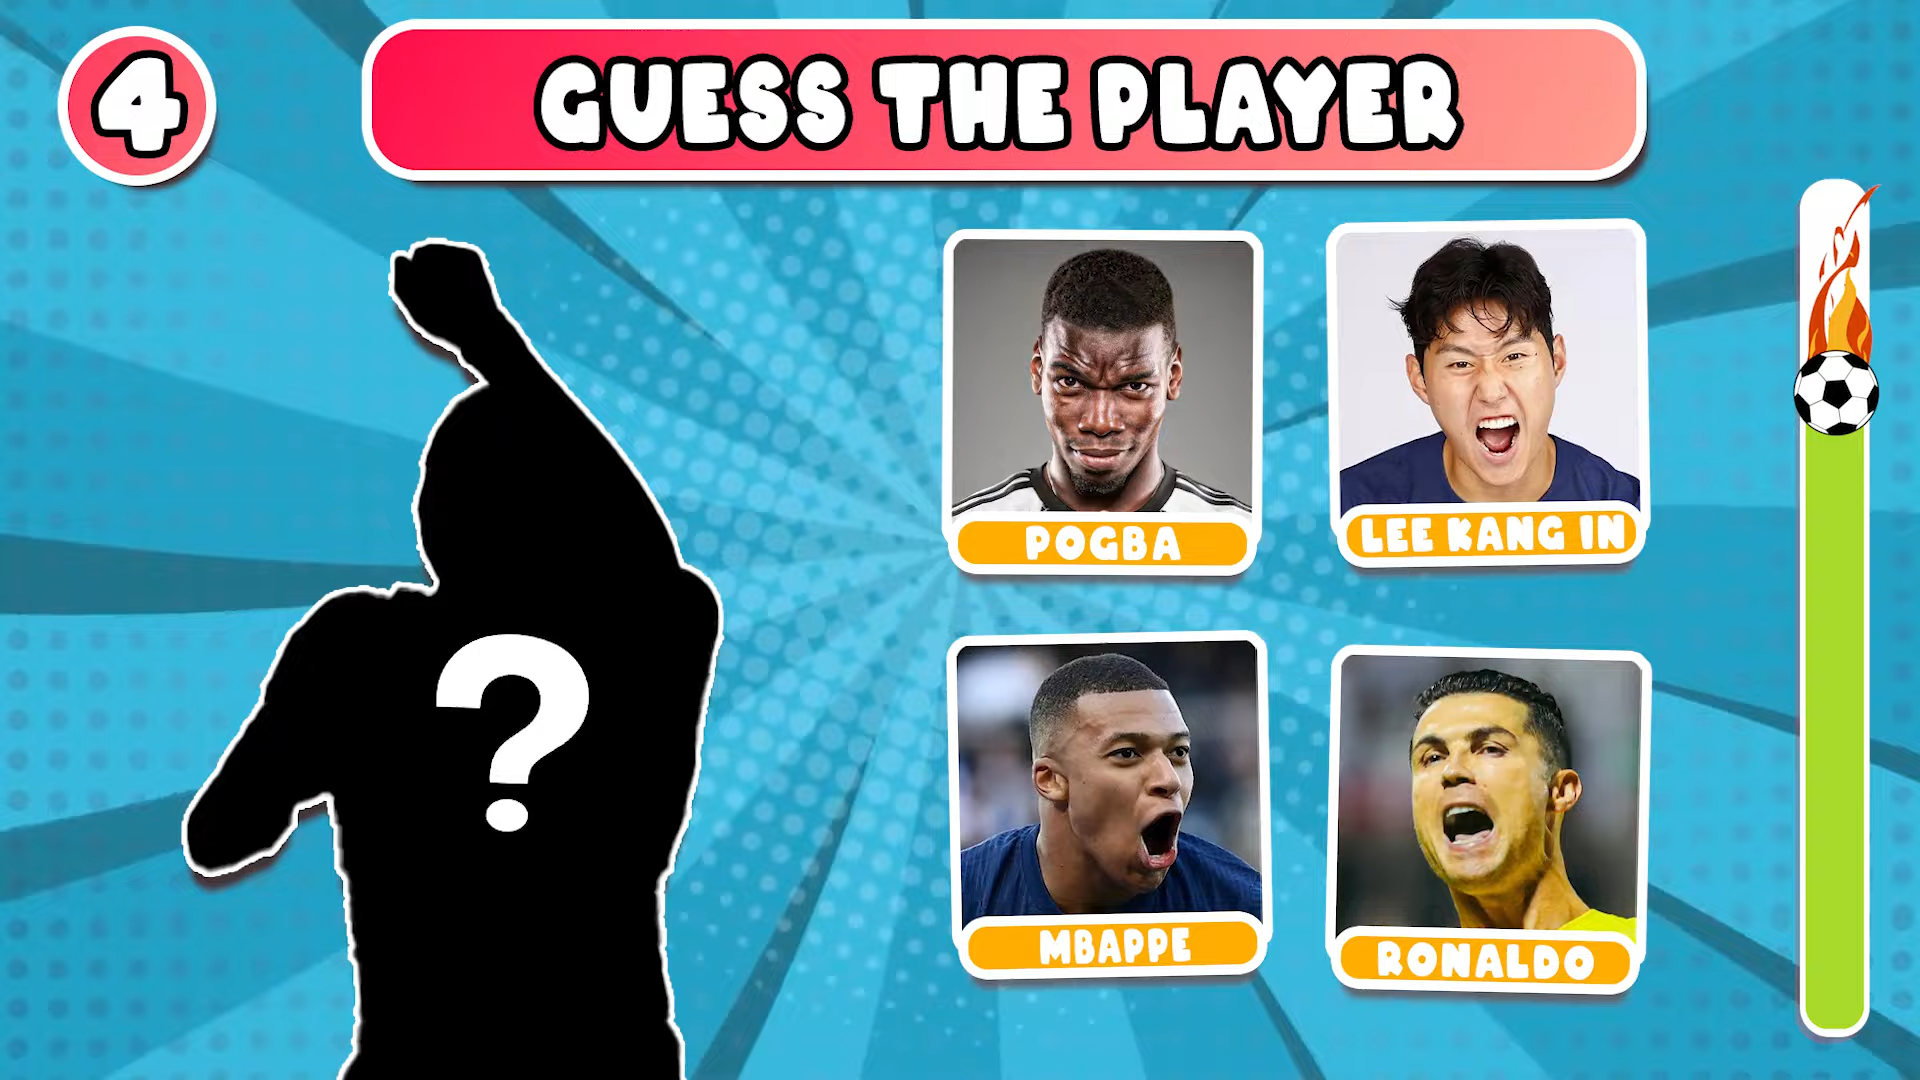 4
GUESS THE PLAYER
?
POGBA
LEE KANG IN
MBAPPE
RONALDO